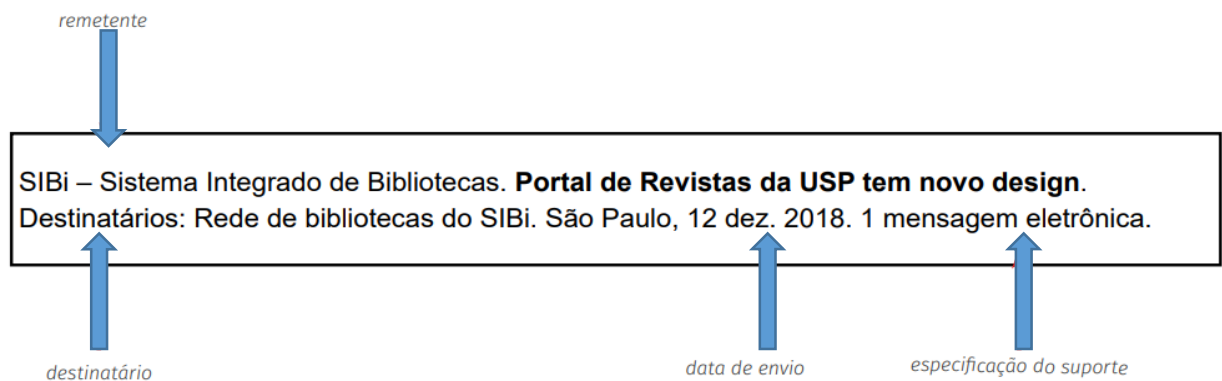 remetente
SIBi – Sistema Integrado de Bibliotecas. Portal de Revistas da USP tem novo design.
Destinatários: Rede de bibliotecas do SIBi. São Paulo, 12 dez. 2018. 1 mensagem eletrônica.
destinatário
data de envio
especificação do suporte